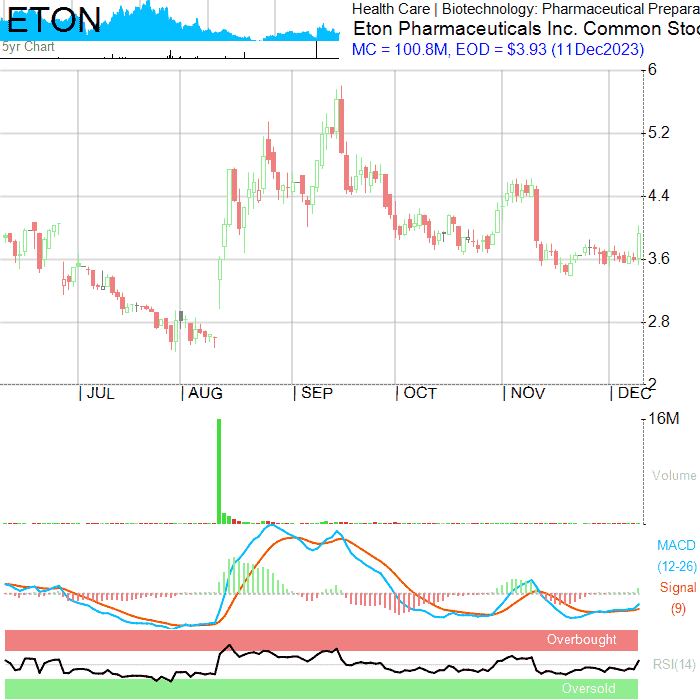 ETON
5yr Chart
Health Care | Biotechnology: Pharmaceutical Prepara
Eton Pharmaceuticals Inc. Common Stoc
MC = 100.8M, EOD = $3.93 (11Dec2023)
6
5.2
4.4
3.6
2.8
2
| JUL | AUG | SEP | OCT | NOV | DEC
16M
Volume
MACD
(12-26)
Signal
(9)
Overbought
RSI(14)
Oversold